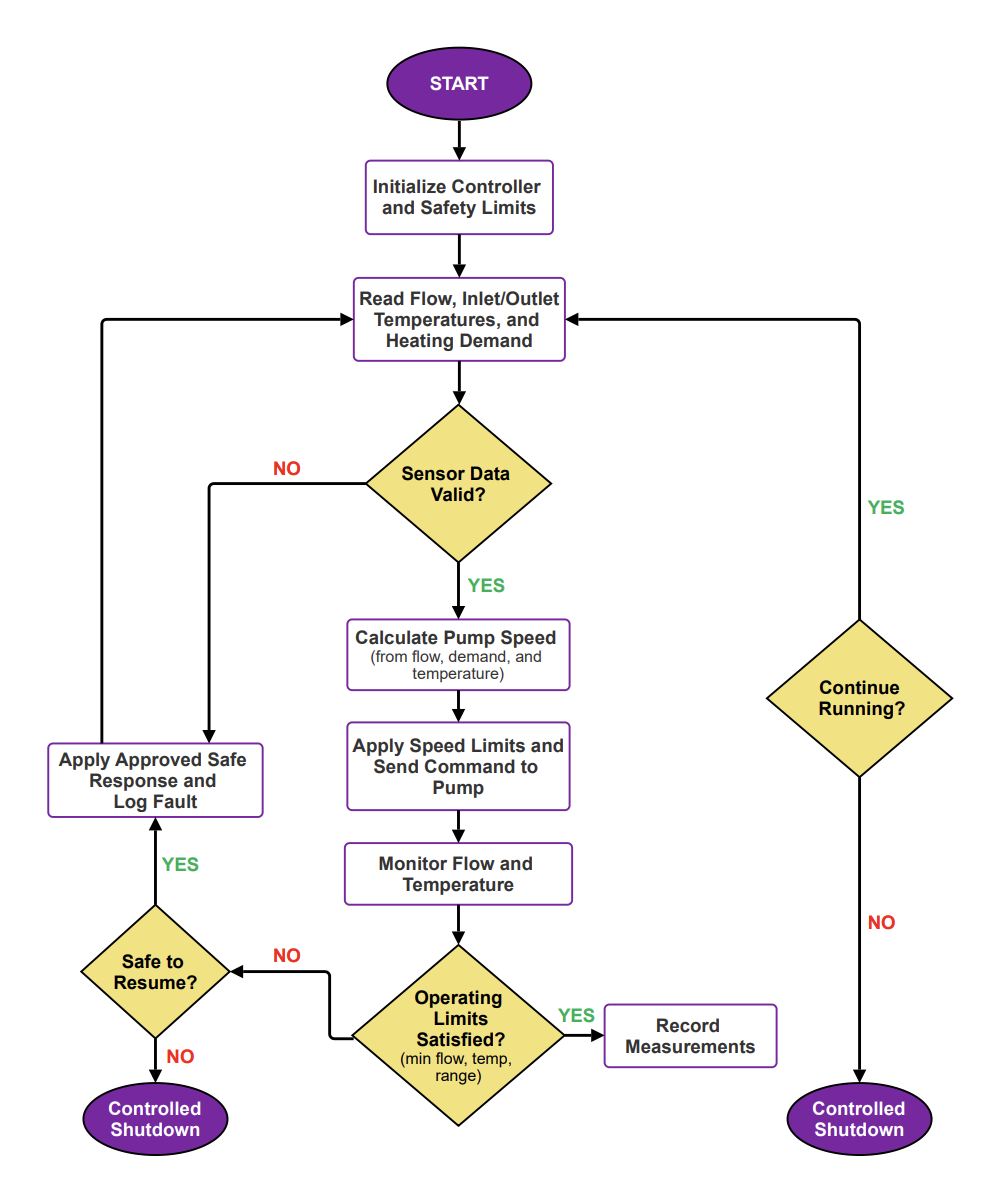 START
Initialize Controller
and Safety Limits
Read Flow, Inlet/Outlet
Temperatures, and
Heating Demand
NO
Sensor Data
Valid?
YES
YES
Calculate Pump Speed
(from flow, demand, and
temperature)
Continue
Running?
Apply Speed Limits and
Send Command to
Pump
Apply Approved Safe
Response and
Log Fault
Monitor Flow and
Temperature
YES
NO
Safe to
Resume?
NO
Operating
Limits
Satisfied?
(min flow, temp,
range)
YES
Record
Measurements
NO
Controlled
Shutdown
Controlled
Shutdown